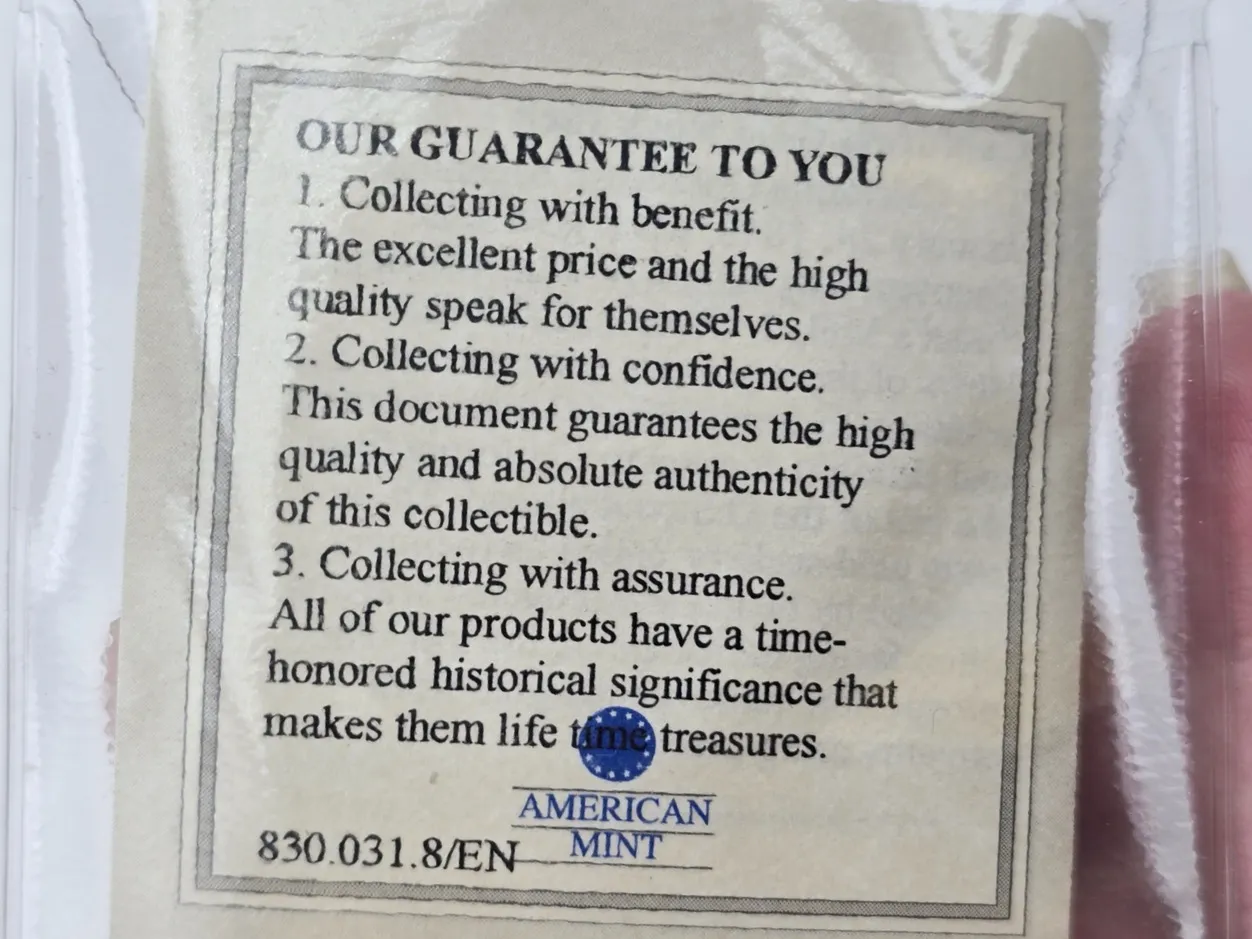 OUR GUARANTEE TO YOU
1. Collecting with benefit.
The excellent price and the high
quality speak for themselves.
2. Collecting with confidence.
This document guarantees the high
quality and absolute authenticity
of this collectible.
3. Collecting with assurance.
All of our products have a time-
honored historical significance that
makes them life time treasures.
AMERICAN
MINT
830.031.8/EN